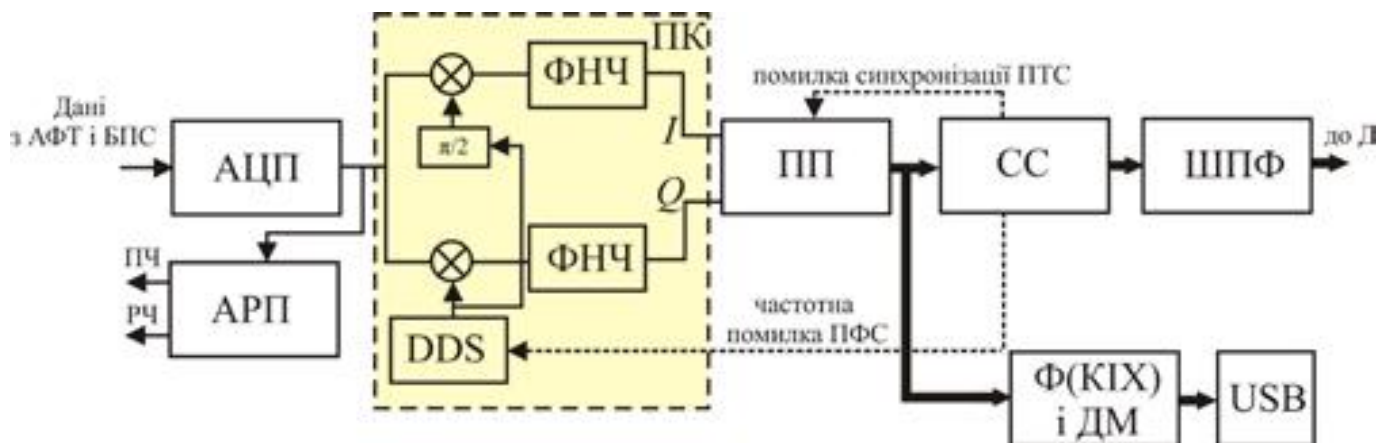 ПК
ФНЧ
помилка синхронізації ПТС
Дані
з АФТ і БПС
π/2
I
АЦП
ПП
СС
ШПФ
до Д
Q
ФНЧ
ПЧ
РЧ
АРП
частотна
помилка ПФС
DDS
Ф(КІХ)
і ДМ
USB